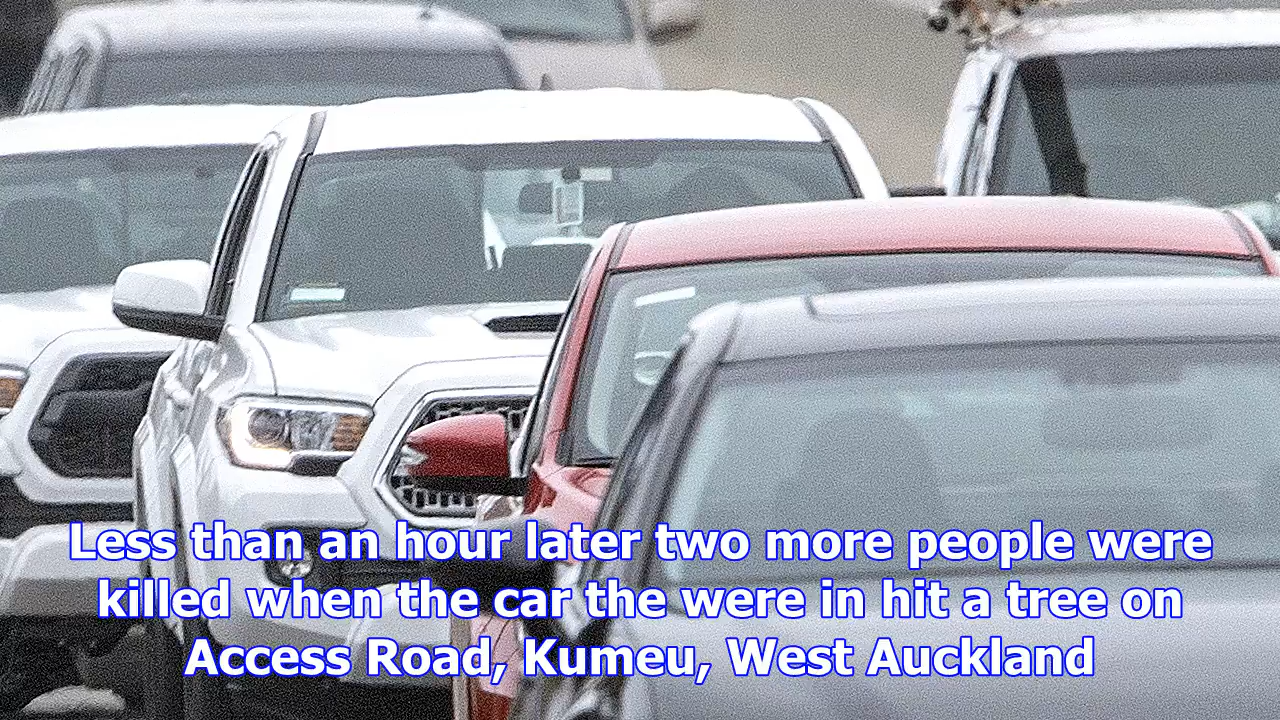 Less than an hour later two more people were
killed when the car the were in hit a tree on
Access Road, Kumeu, West Auckland